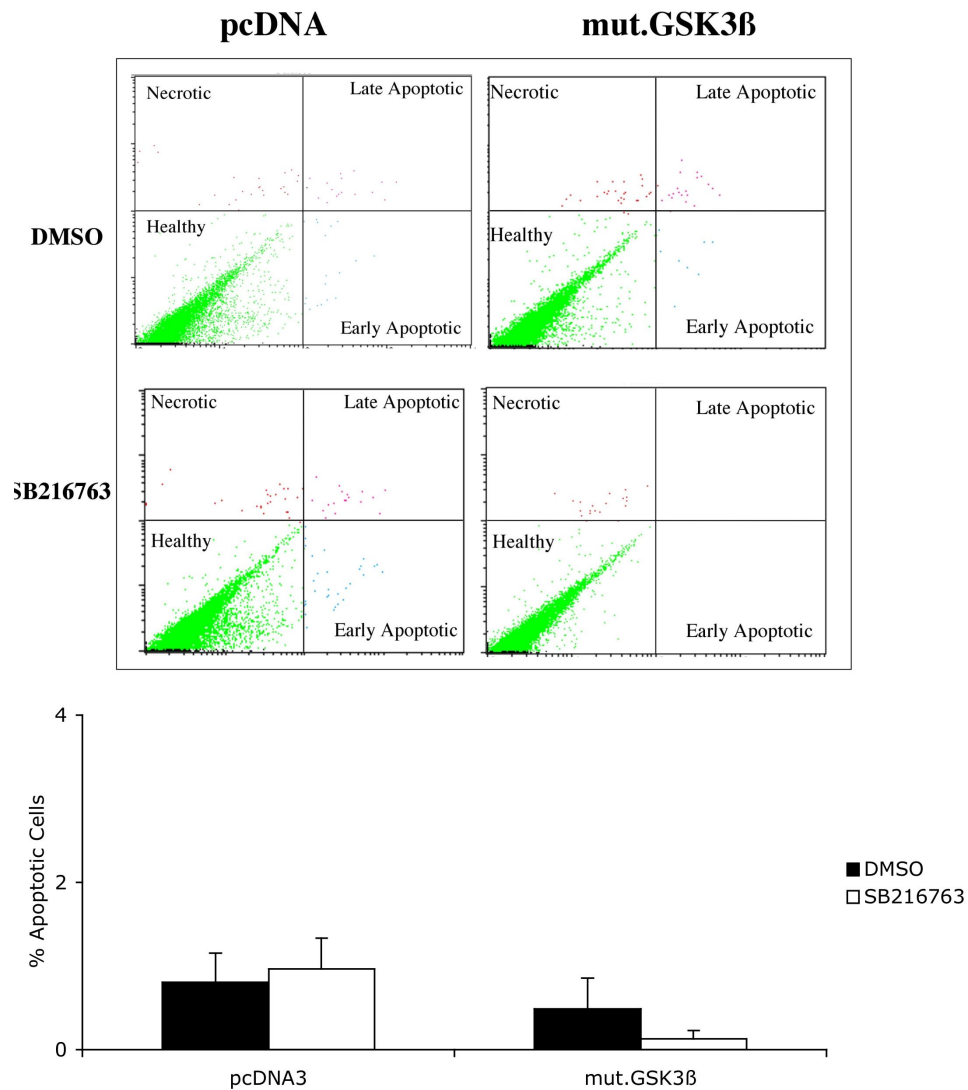 pcDNA mut.GSK3ß
Necrotic Late Apoptotic Necrotic Late Apoptotic
DMSO
Healthy Early Apoptotic Healthy Early Apoptotic
Necrotic Late Apoptotic Necrotic Late Apoptotic
SB216763
Healthy Early Apoptotic Healthy Early Apoptotic
4
2
0
% Apoptotic Cells
DMSO
SB216763
pcDNA3 mut.GSK3ß